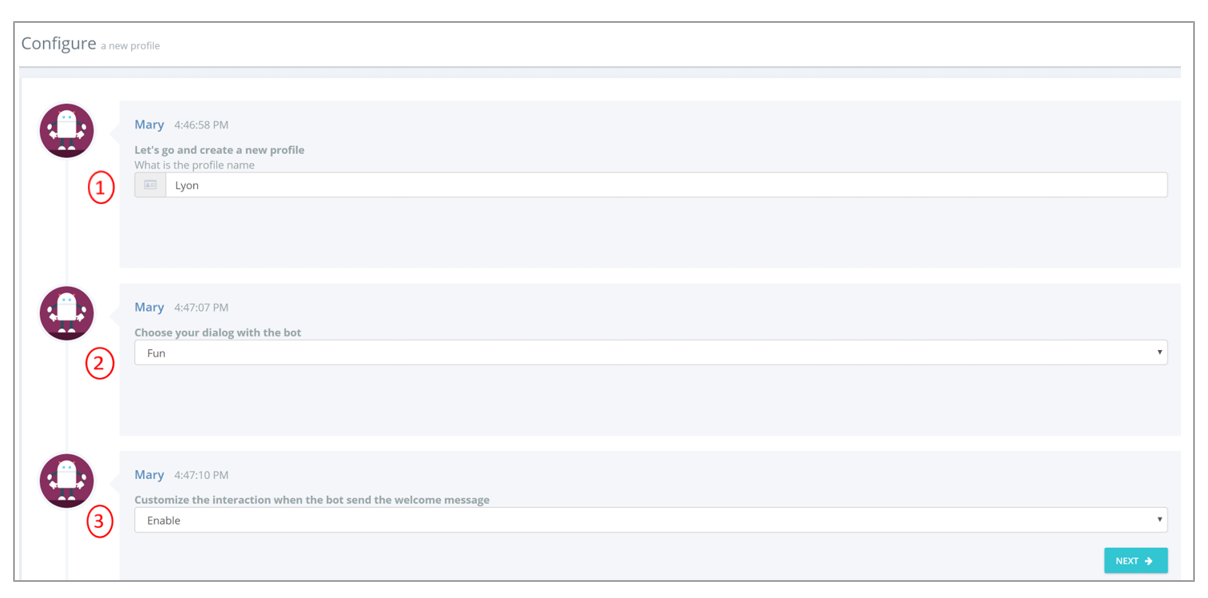 Configure a new profile
Mary 4:46:58 PM
Let's go and create a new profile
What is the profile name
1
Lyon
Mary 4:47:07 PM
Choose your dialog with the bot
2
Fun
Mary 4:47:10 PM
Customize the interaction when the bot send the welcome message
3
Enable
NEXT